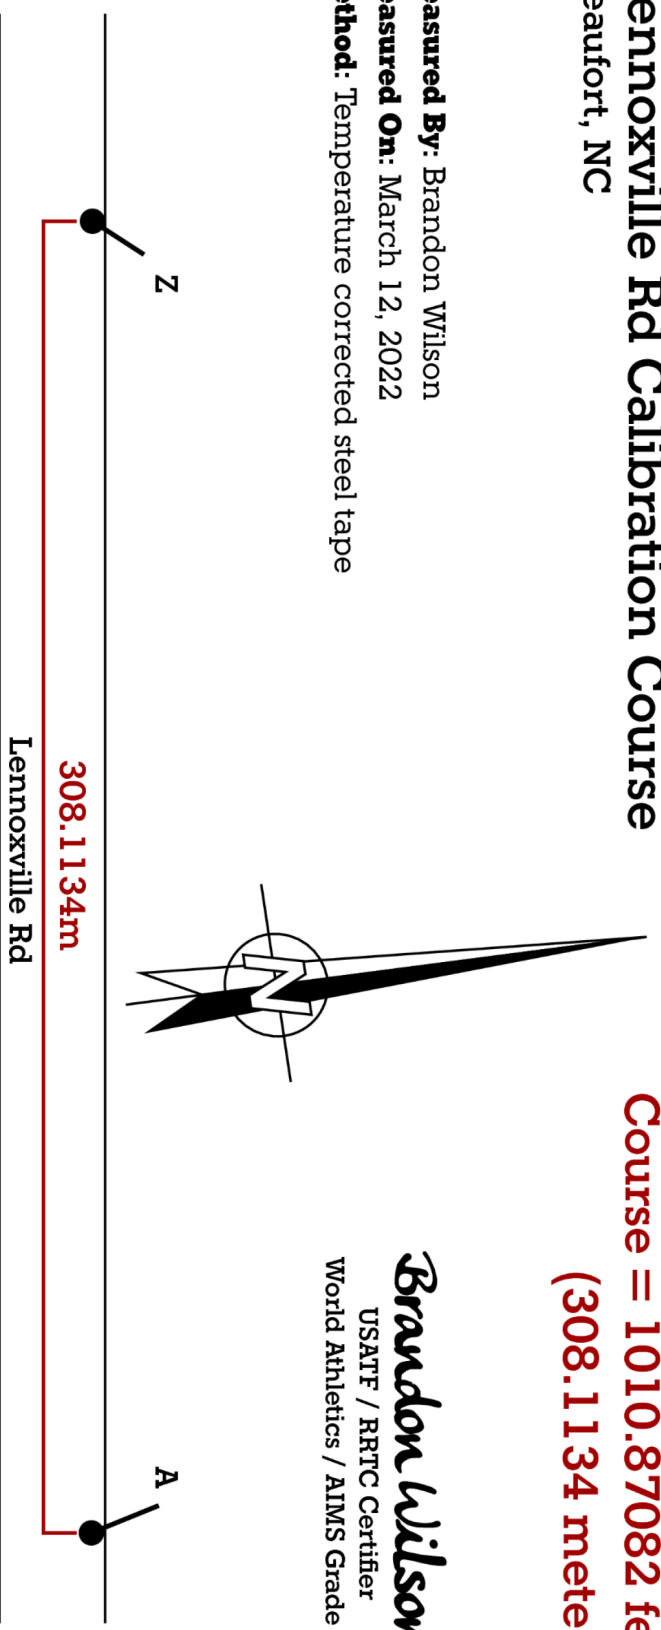 ennoxville Rd Calibration Course
eaufort, NC
easured By: Brandon Wilson
easured On: March 12, 2022
ethod: Temperature corrected steel tape
Course = 1010.87082 fe
(308.1134 mete
N
Brandon Wilson
USATF / RRTC Certifier
World Athletics / AIMS Grade
Z
A
308.1134m
Lennoxville Rd